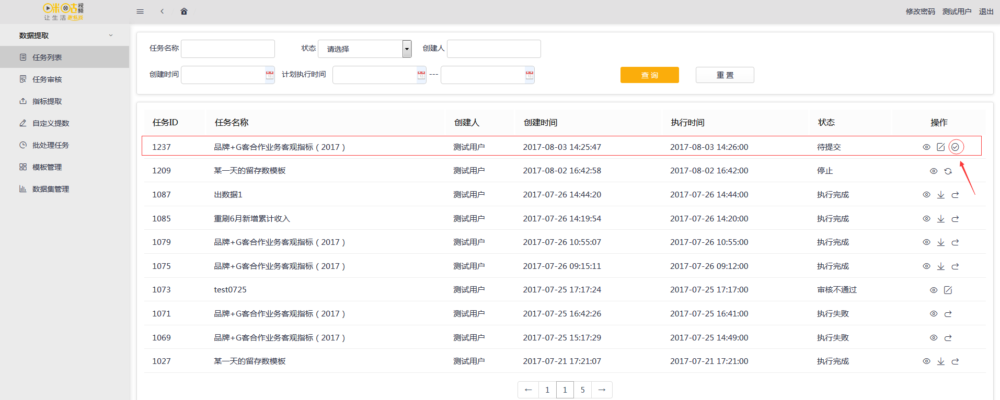 咪咕视频
让生活更有戏
修改密码 测试用户 退出
数据提取
任务列表
任务审核
指标提取
自定义提数
批处理任务
模板管理
数据集管理
任务名称 状态 请选择 创建人
创建时间 计划执行时间 --- 查 询 重 置
任务ID 任务名称 创建人 创建时间 执行时间 状态 操作
1237 品牌+G客合作业务客观指标（2017） 测试用户 2017-08-03 14:25:47 2017-08-03 14:26:00 待提交
1209 某一天的留存数模板 测试用户 2017-08-02 16:42:58 2017-08-02 16:42:00 停止
1087 出数据1 测试用户 2017-07-26 14:44:20 2017-07-26 14:44:00 执行完成
1085 重刷6月新增累计收入 测试用户 2017-07-26 14:19:54 2017-07-26 14:20:00 执行完成
1079 品牌+G客合作业务客观指标（2017） 测试用户 2017-07-26 10:55:07 2017-07-26 10:55:00 执行完成
1075 品牌+G客合作业务客观指标（2017） 测试用户 2017-07-26 09:15:11 2017-07-26 09:12:00 执行完成
1073 test0725 测试用户 2017-07-25 17:17:24 2017-07-25 17:17:00 审核不通过
1071 品牌+G客合作业务客观指标（2017） 测试用户 2017-07-25 16:42:26 2017-07-25 16:41:00 执行失败
1069 品牌+G客合作业务客观指标（2017） 测试用户 2017-07-25 15:17:29 2017-07-25 14:49:00 执行失败
1027 某一天的留存数模板 测试用户 2017-07-21 17:21:07 2017-07-21 17:21:00 执行完成
← 1 1 5 →